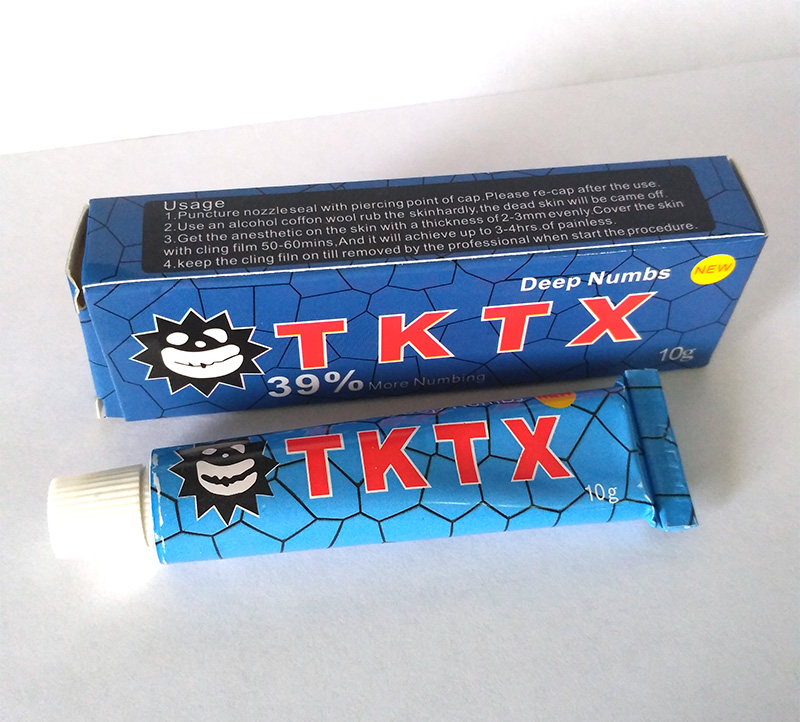 Usage
1.Puncture nozzleseal with piercing point of cap.Please re-cap after the use.
2.Use an alcohol coffon wool rub the skinhardly,the dead skin will be came off.
3.Get the anesthetic on the skin with a thickness of 2-3mm evenly.Cover the skin
with cling film 50-60mins,And it will achieve up to 3-4hrs.of painless.
4.keep the cling filn on till removed by the professional when start the procedure.
Deep Numbs
NEW
TKTX
39% More Numbing
10g
TKTX
10g